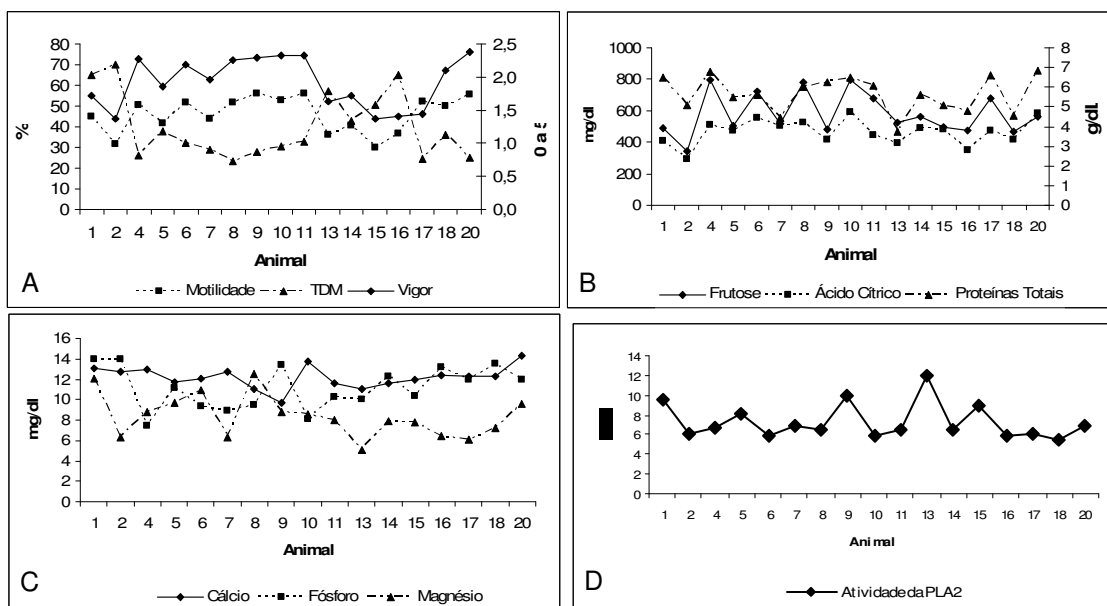 80
70
60
50
40
30
20
10
0
%
2,5
2,0
1,5
1,0
0,5
0,0
0 a 5
1 2 4 5 6 7 8 9 10 11 13 14 15 16 17 18 20
Animal
A
Motilidade TDM Vigor
1000
800
600
400
200
0
mg/dl
8
7
6
5
4
3
2
1
0
g/dl
1 2 4 5 6 7 8 9 10 11 13 14 15 16 17 18 20
Animal
B
Frutose Ácido Cítrico Proteínas Totais
16
14
12
10
8
6
4
2
0
mg/dl
1 2 4 5 6 7 8 9 10 11 13 14 15 16 17 18 20
Animal
C
Cálcio Fósforo Magnésio
14
12
10
8
6
4
2
0
1 2 4 5 6 7 8 9 10 11 13 14 15 16 17 18 20
Animal
D
Atividade da PLA2